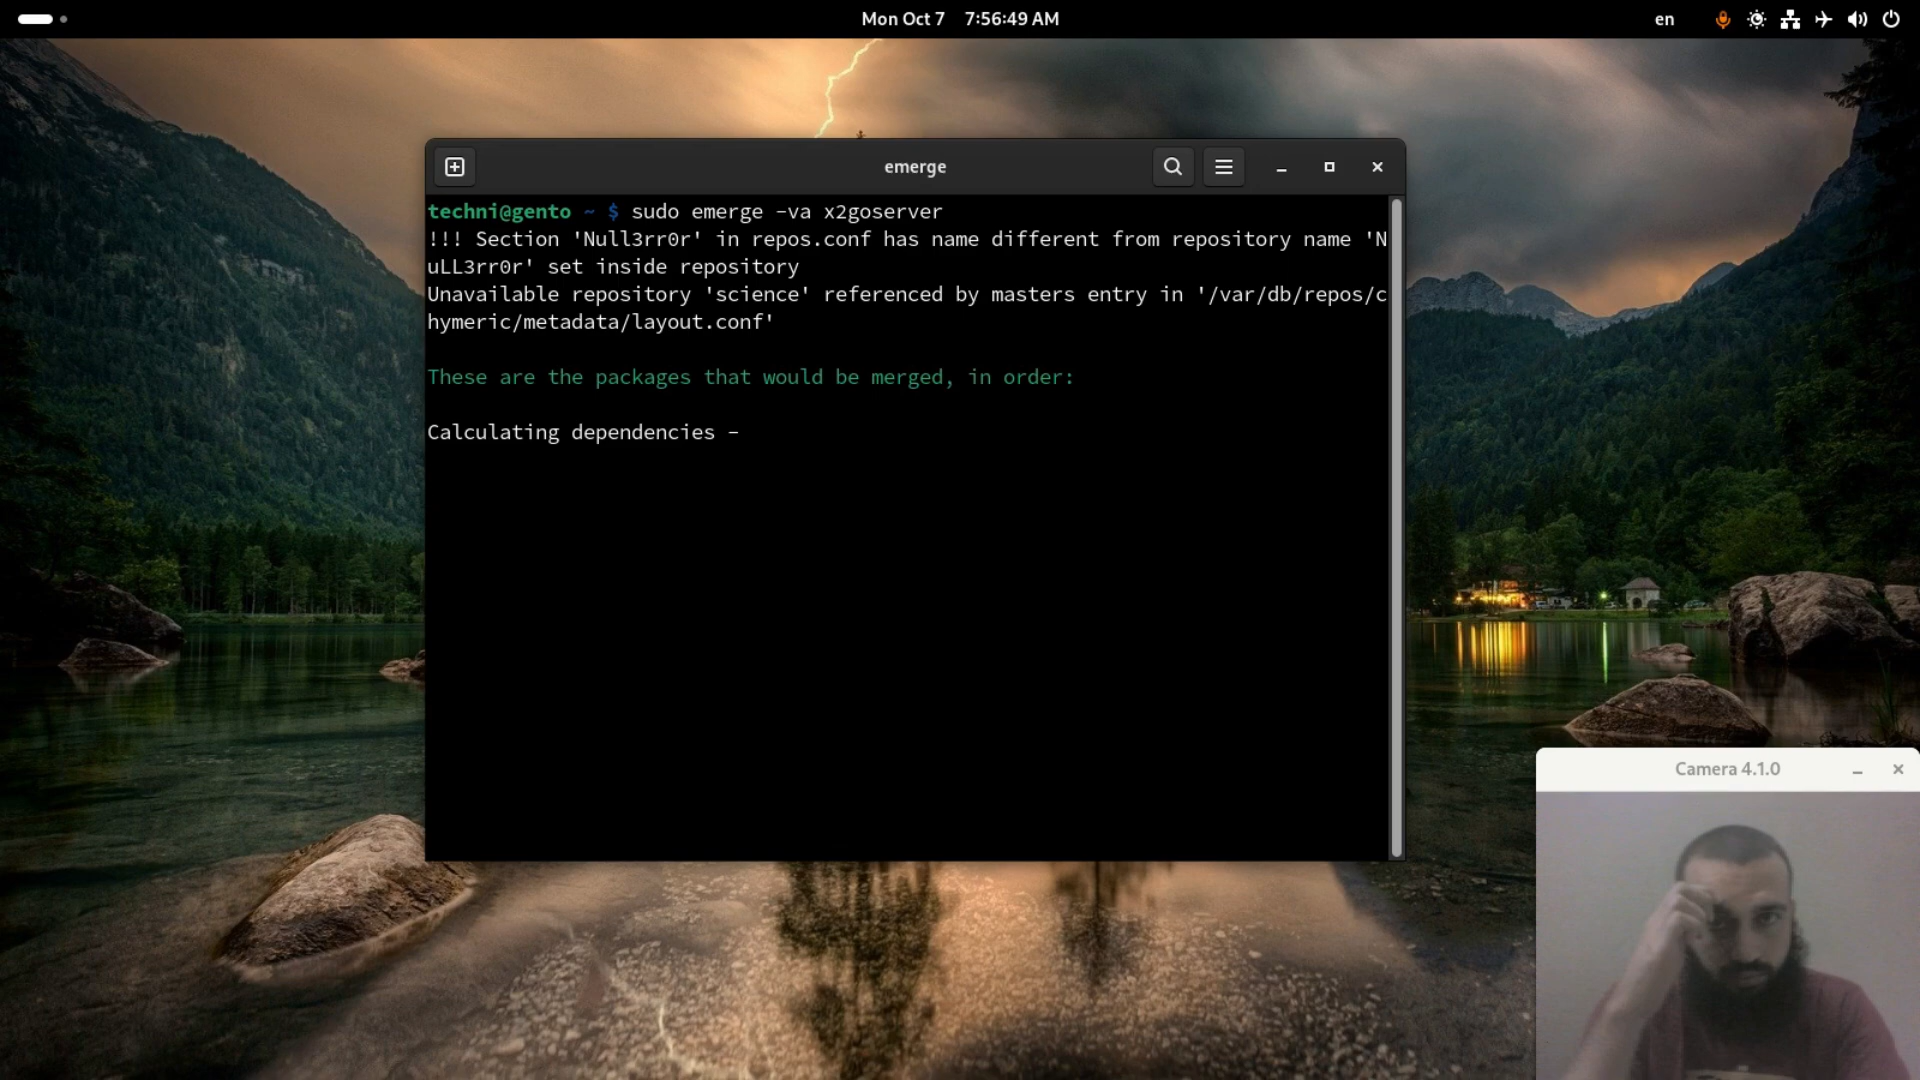 Mon Oct 7 7:56:49 AM
en
emerge
techni@gento ~ $ sudo emerge -va x2goserver
!!! Section 'Null3rr0r' in repos.conf has name different from repository name 'N
uLL3rr0r' set inside repository
Unavailable repository 'science' referenced by masters entry in '/var/db/repos/c
hymeric/metadata/layout.conf'
These are the packages that would be merged, in order:
Calculating dependencies -
Camera 4.1.0